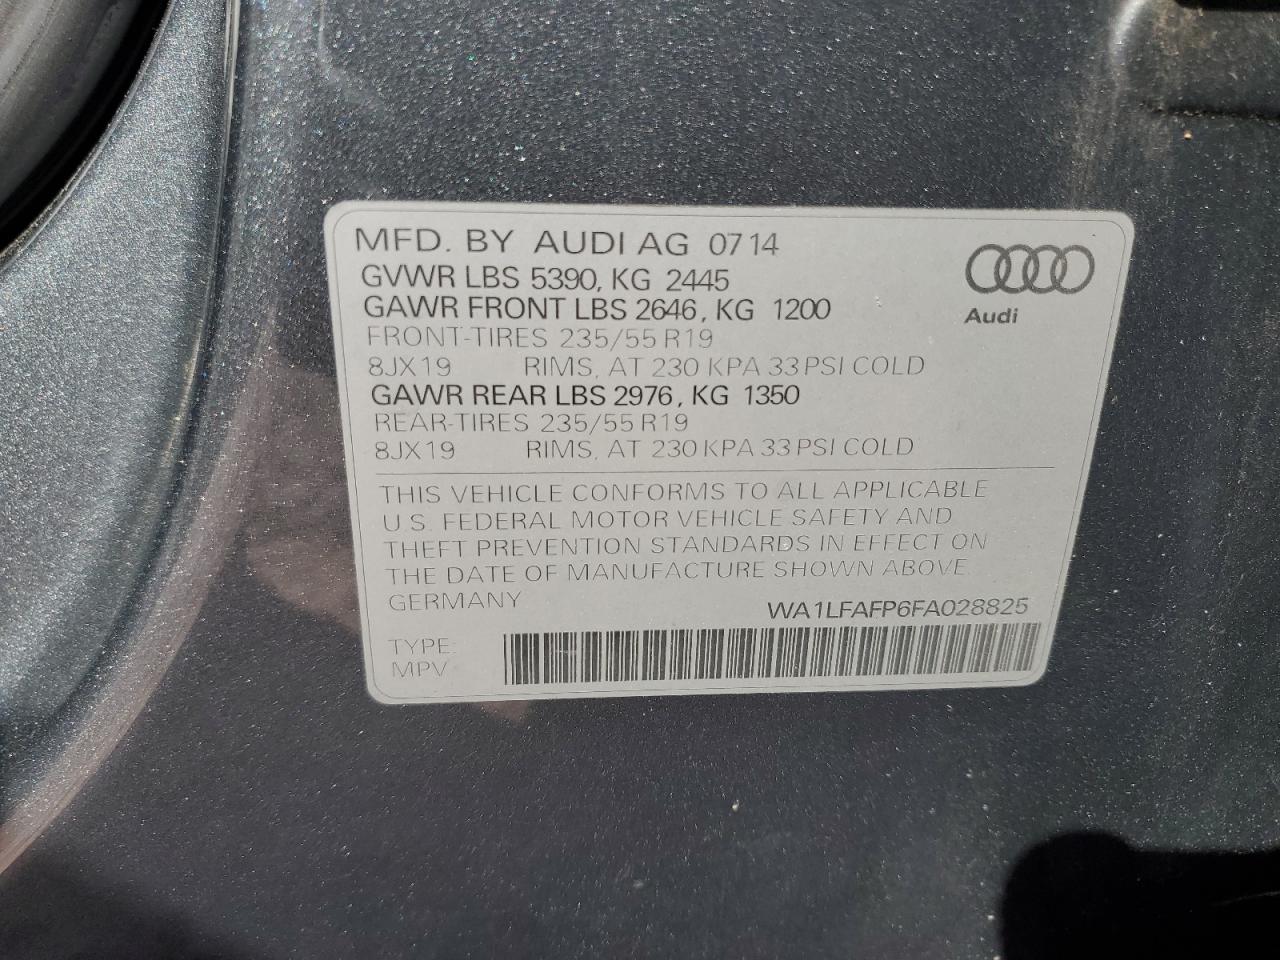 MFD. BY AUDI AG 0714
GVWR LBS 5390, KG 2445
GAWR FRONT LBS 2646, KG 1200
FRONT-TIRES 235/55 R19
8JX19 RIMS, AT 230 KPA 33 PSI COLD
GAWR REAR LBS 2976, KG 1350
REAR-TIRES 235/55 R19
8JX19 RIMS, AT 230 KPA 33 PSI COLD
Audi
THIS VEHICLE CONFORMS TO ALL APPLICABLE
U.S. FEDERAL MOTOR VEHICLE SAFETY AND
THEFT PREVENTION STANDARDS IN EFFECT ON
THE DATE OF MANUFACTURE SHOWN ABOVE.
GERMANY
WA1LFAFP6FA028825
TYPE:
MPV